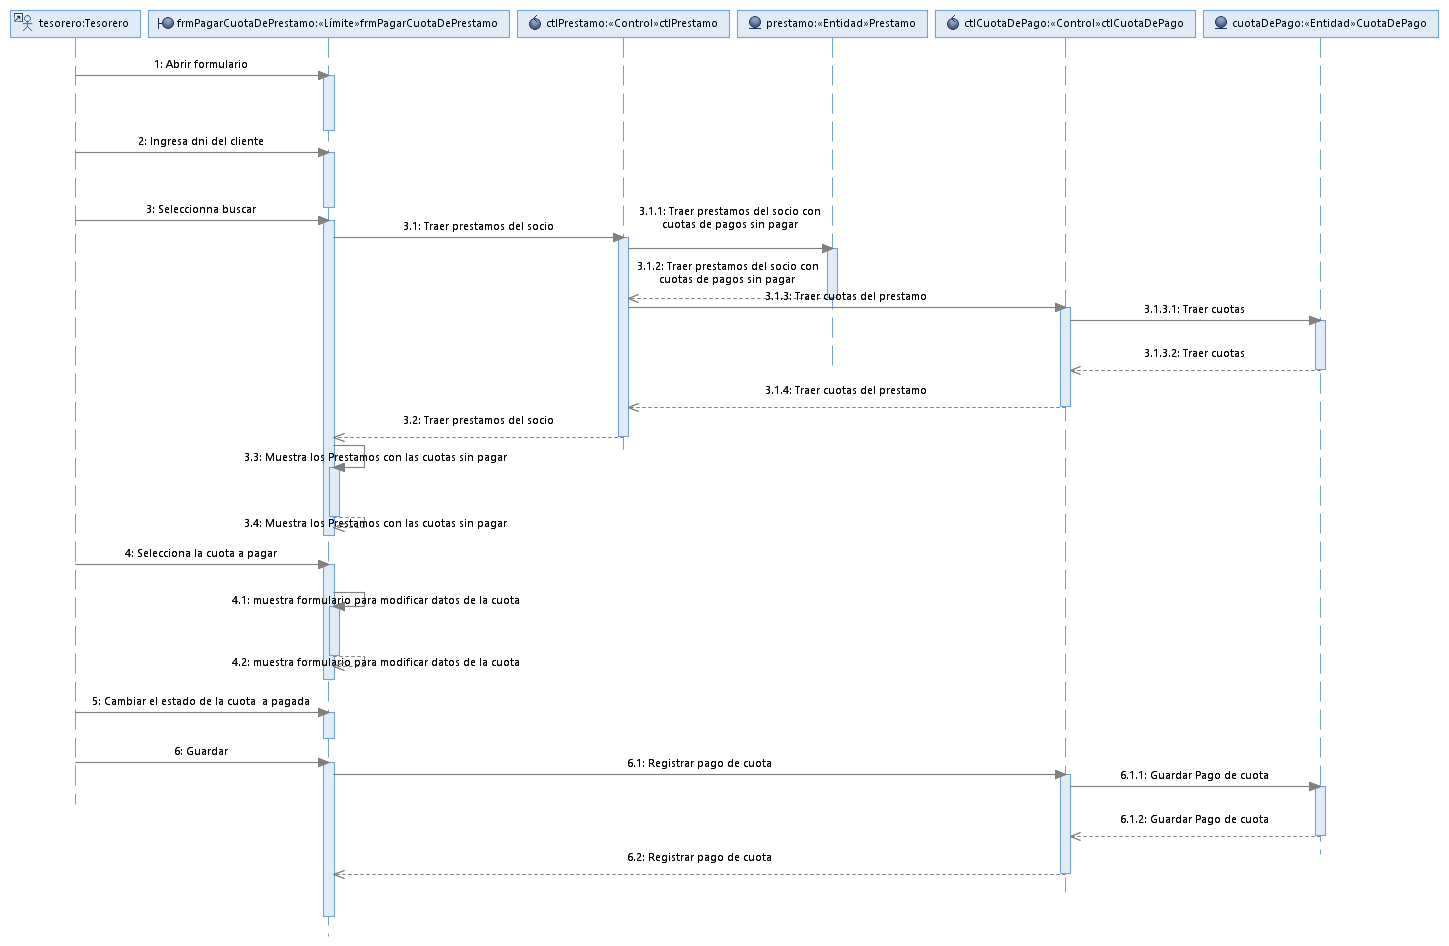 tesorero:Tesorero
frmPagarCuotaDePrestamo:«Límite»frmPagarCuotaDePrestamo
ctlPrestamo:«Control»ctlPrestamo
prestamo:«Entidad»Prestamo
ctlCuotaDePago:«Control»ctlCuotaDePago
cuotaDePago:«Entidad»CuotaDePago
1: Abrir formulario
2: Ingresa dni del cliente
3: Seleccionna buscar
3.1: Traer prestamos del socio
3.1.1: Traer prestamos del socio con
cuotas de pagos sin pagar
3.1.2: Traer prestamos del socio con
cuotas de pagos sin pagar
3.1.3: Traer cuotas del prestamo
3.1.3.1: Traer cuotas
3.1.3.2: Traer cuotas
3.1.4: Traer cuotas del prestamo
3.2: Traer prestamos del socio
3.3: Muestra los Prestamos con las cuotas sin pagar
3.4: Muestra los Prestamos con las cuotas sin pagar
4: Selecciona la cuota a pagar
4.1: muestra formulario para modificar datos de la cuota
4.2: muestra formulario para modificar datos de la cuota
5: Cambiar el estado de la cuota  a pagada
6: Guardar
6.1: Registrar pago de cuota
6.1.1: Guardar Pago de cuota
6.1.2: Guardar Pago de cuota
6.2: Registrar pago de cuota